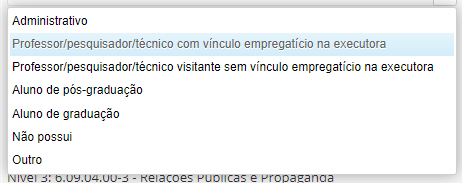 Administrativo
Professor/pesquisador/técnico com vínculo empregatício na executora
Professor/pesquisador/técnico visitante sem vínculo empregatício na executora
Aluno de pós-graduação
Aluno de graduação
Não possui
Outro
Nível 3: 6.09.04.00-3 - Relações Públicas e Propaganda